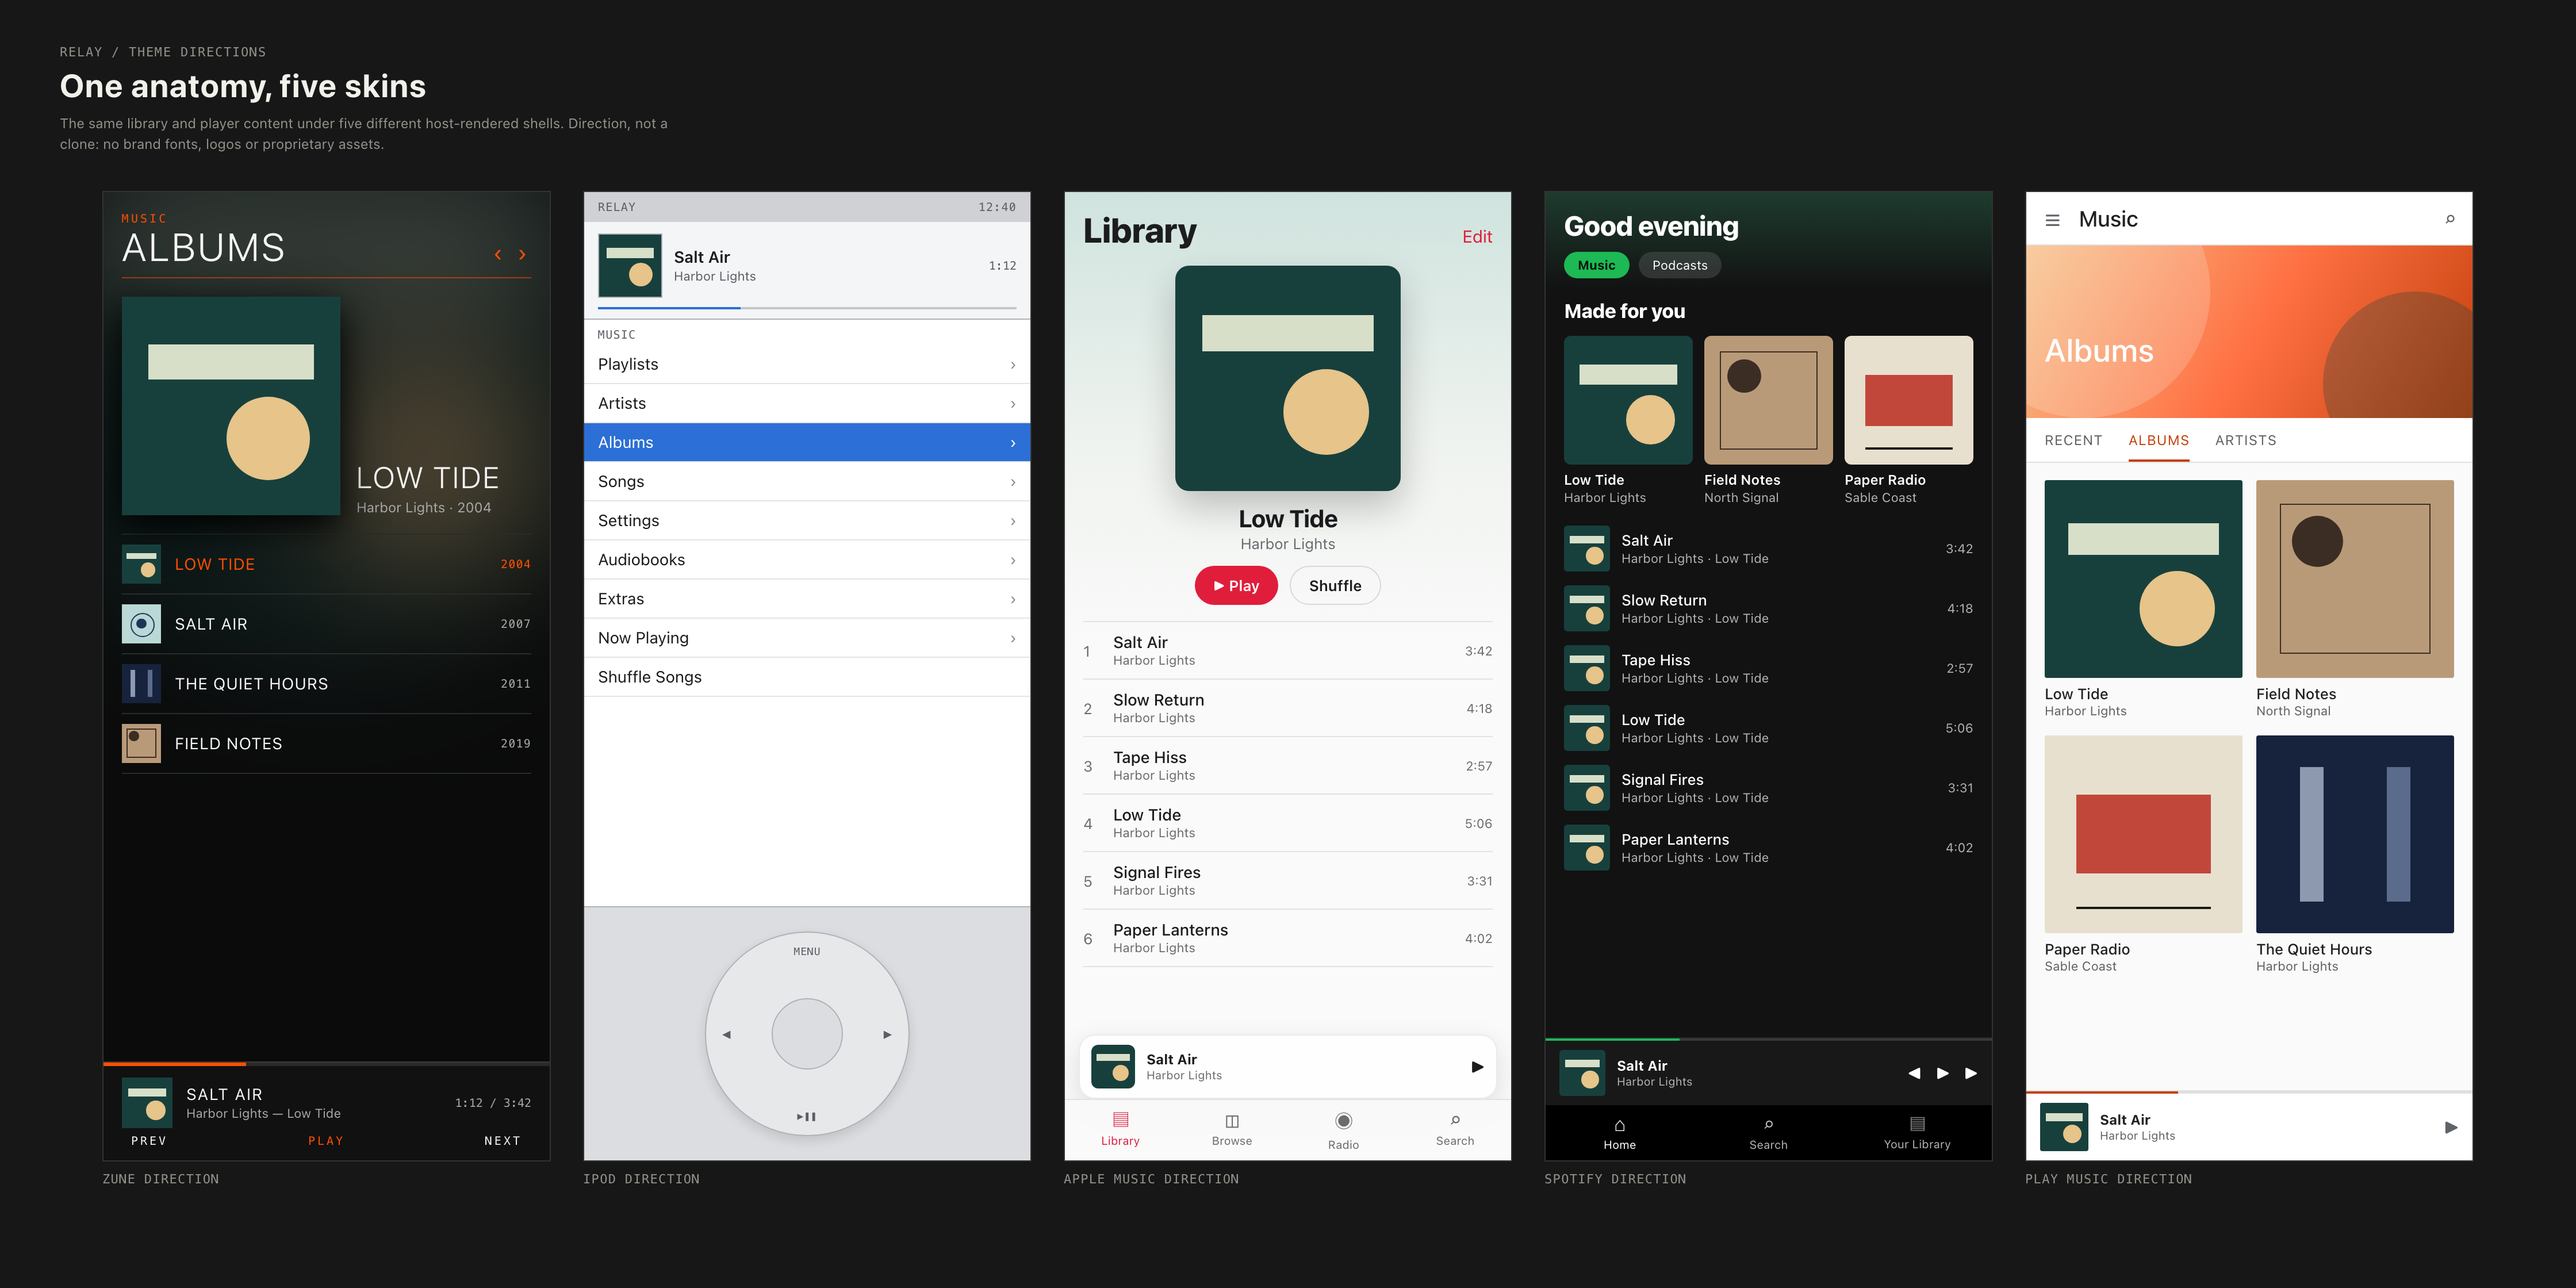 RELAY / THEME DIRECTIONS
One anatomy, five skins
The same library and player content under five different host-rendered shells. Direction, not a
clone: no brand fonts, logos or proprietary assets.
MUSIC
ALBUMS
‹ ›
LOW TIDE
Harbor Lights · 2004
LOW TIDE 2004
SALT AIR 2007
THE QUIET HOURS 2011
FIELD NOTES 2019
SALT AIR
Harbor Lights — Low Tide
1:12 / 3:42
PREV PLAY NEXT
ZUNE DIRECTION
RELAY 12:40
Salt Air
Harbor Lights
1:12
MUSIC
Playlists ›
Artists ›
Albums ›
Songs ›
Settings ›
Audiobooks ›
Extras ›
Now Playing ›
Shuffle Songs
MENU
IPOD DIRECTION
Library
Edit
Low Tide
Harbor Lights
Play Shuffle
1 Salt Air 3:42
Harbor Lights
2 Slow Return 4:18
Harbor Lights
3 Tape Hiss 2:57
Harbor Lights
4 Low Tide 5:06
Harbor Lights
5 Signal Fires 3:31
Harbor Lights
6 Paper Lanterns 4:02
Harbor Lights
Salt Air
Harbor Lights
Library Browse Radio Search
APPLE MUSIC DIRECTION
Good evening
Music Podcasts
Made for you
Low Tide Field Notes Paper Radio
Harbor Lights North Signal Sable Coast
Salt Air 3:42
Harbor Lights · Low Tide
Slow Return 4:18
Harbor Lights · Low Tide
Tape Hiss 2:57
Harbor Lights · Low Tide
Low Tide 5:06
Harbor Lights · Low Tide
Signal Fires 3:31
Harbor Lights · Low Tide
Paper Lanterns 4:02
Harbor Lights · Low Tide
Salt Air
Harbor Lights
Home Search Your Library
SPOTIFY DIRECTION
Music
Albums
RECENT ALBUMS ARTISTS
Low Tide Field Notes
Harbor Lights North Signal
Paper Radio The Quiet Hours
Sable Coast Harbor Lights
Salt Air
Harbor Lights
PLAY MUSIC DIRECTION